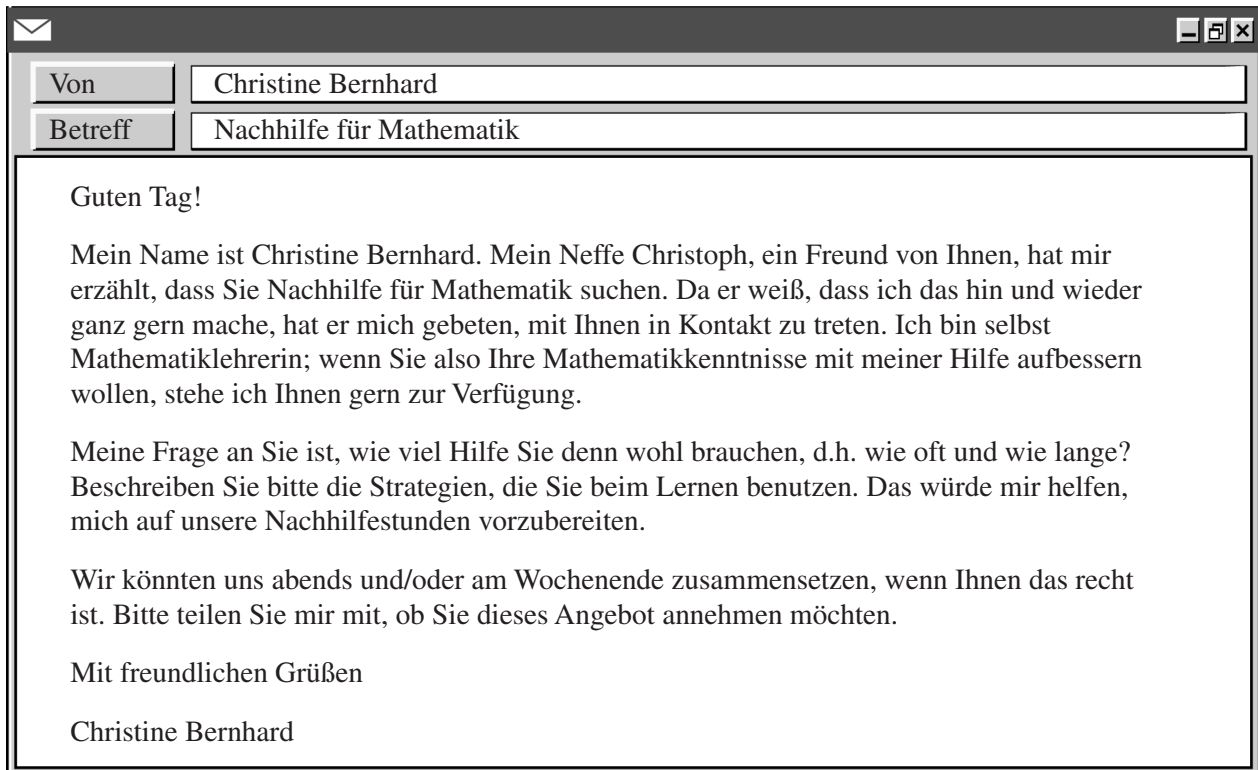 Von
Christine Bernhard
Betreff
Nachhilfe für Mathematik
Guten Tag!
Mein Name ist Christine Bernhard. Mein Neffe Christoph, ein Freund von Ihnen, hat mir
erzählt, dass Sie Nachhilfe für Mathematik suchen. Da er weiß, dass ich das hin und wieder
ganz gern mache, hat er mich gebeten, mit Ihnen in Kontakt zu treten. Ich bin selbst
Mathematiklehrerin; wenn Sie also Ihre Mathematikkenntnisse mit meiner Hilfe aufbessern
wollen, stehe ich Ihnen gern zur Verfügung.
Meine Frage an Sie ist, wie viel Hilfe Sie denn wohl brauchen, d.h. wie oft und wie lange?
Beschreiben Sie bitte die Strategien, die Sie beim Lernen benutzen. Das würde mir helfen,
mich auf unsere Nachhilfestunden vorzubereiten.
Wir könnten uns abends und/oder am Wochenende zusammensetzen, wenn Ihnen das recht
ist. Bitte teilen Sie mir mit, ob Sie dieses Angebot annehmen möchten.
Mit freundlichen Grüßen
Christine Bernhard